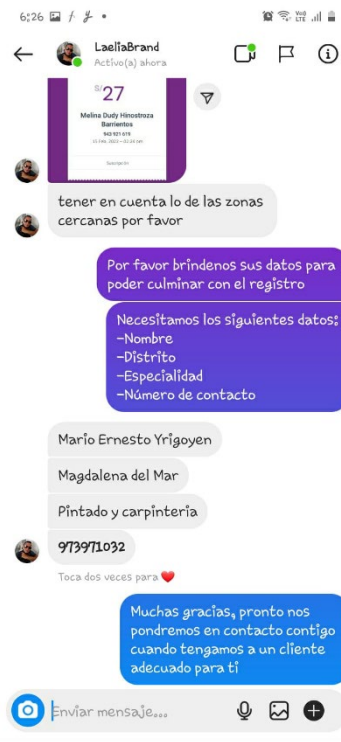 6:26
LaeliaBrand
Activo(a) ahora
S/27
Melina Dudy Hinostroza
Barrientos
943 921 619
Suscripción
tener en cuenta lo de las zonas
cercanas por favor
Por favor brindenos sus datos para
poder culminar con el registro
Necesitamos los siguientes datos:
-Nombre
-Distrito
-Especialidad
-Número de contacto
Mario Ernesto Yrigoyen
Magdalena del Mar
Pintado y carpinteria
973971032
Toca dos veces para ❤️
Muchas gracias, pronto nos
pondremos en contacto contigo
cuando tengamos a un cliente
adecuado para ti
Enviar mensaje...